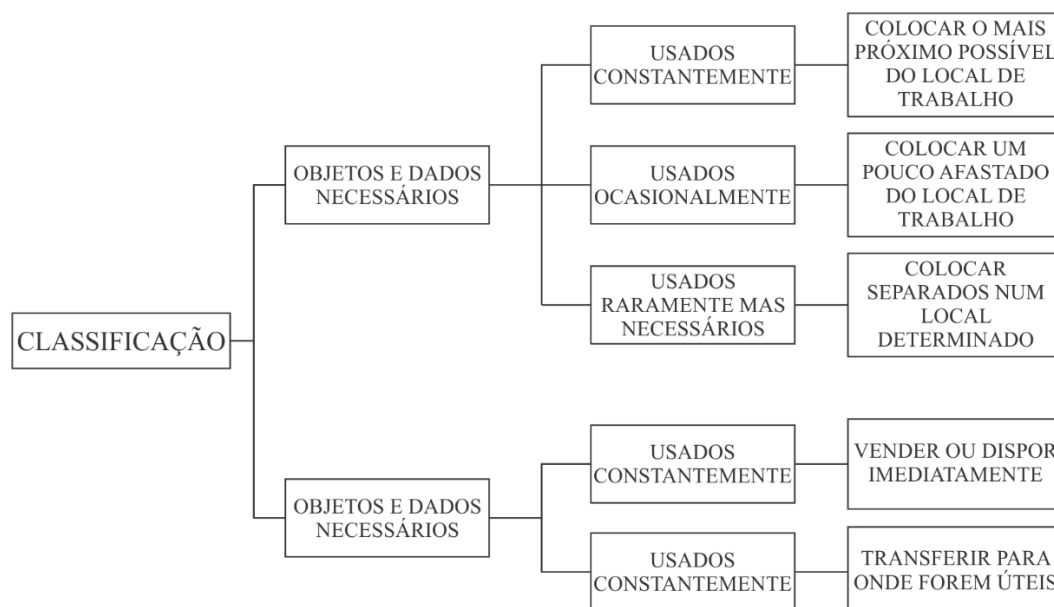 CLASSIFICAÇÃO
OBJETOS E DADOS
NECESSÁRIOS
USADOS
CONSTANTEMENTE
COLOCAR O MAIS
PRÓXIMO POSSÍVEL
DO LOCAL DE
TRABALHO
USADOS
OCASIONALMENTE
COLOCAR UM
POUCO AFASTADO
DO LOCAL DE
TRABALHO
USADOS
RARAMENTE MAS
NECESSÁRIOS
COLOCAR
SEPARADOS NUM
LOCAL
DETERMINADO
OBJETOS E DADOS
NECESSÁRIOS
USADOS
CONSTANTEMENTE
VENDER OU DISPOR
IMEDIATAMENTE
USADOS
CONSTANTEMENTE
TRANSFERIR PARA
ONDE FOREM ÚTEIS